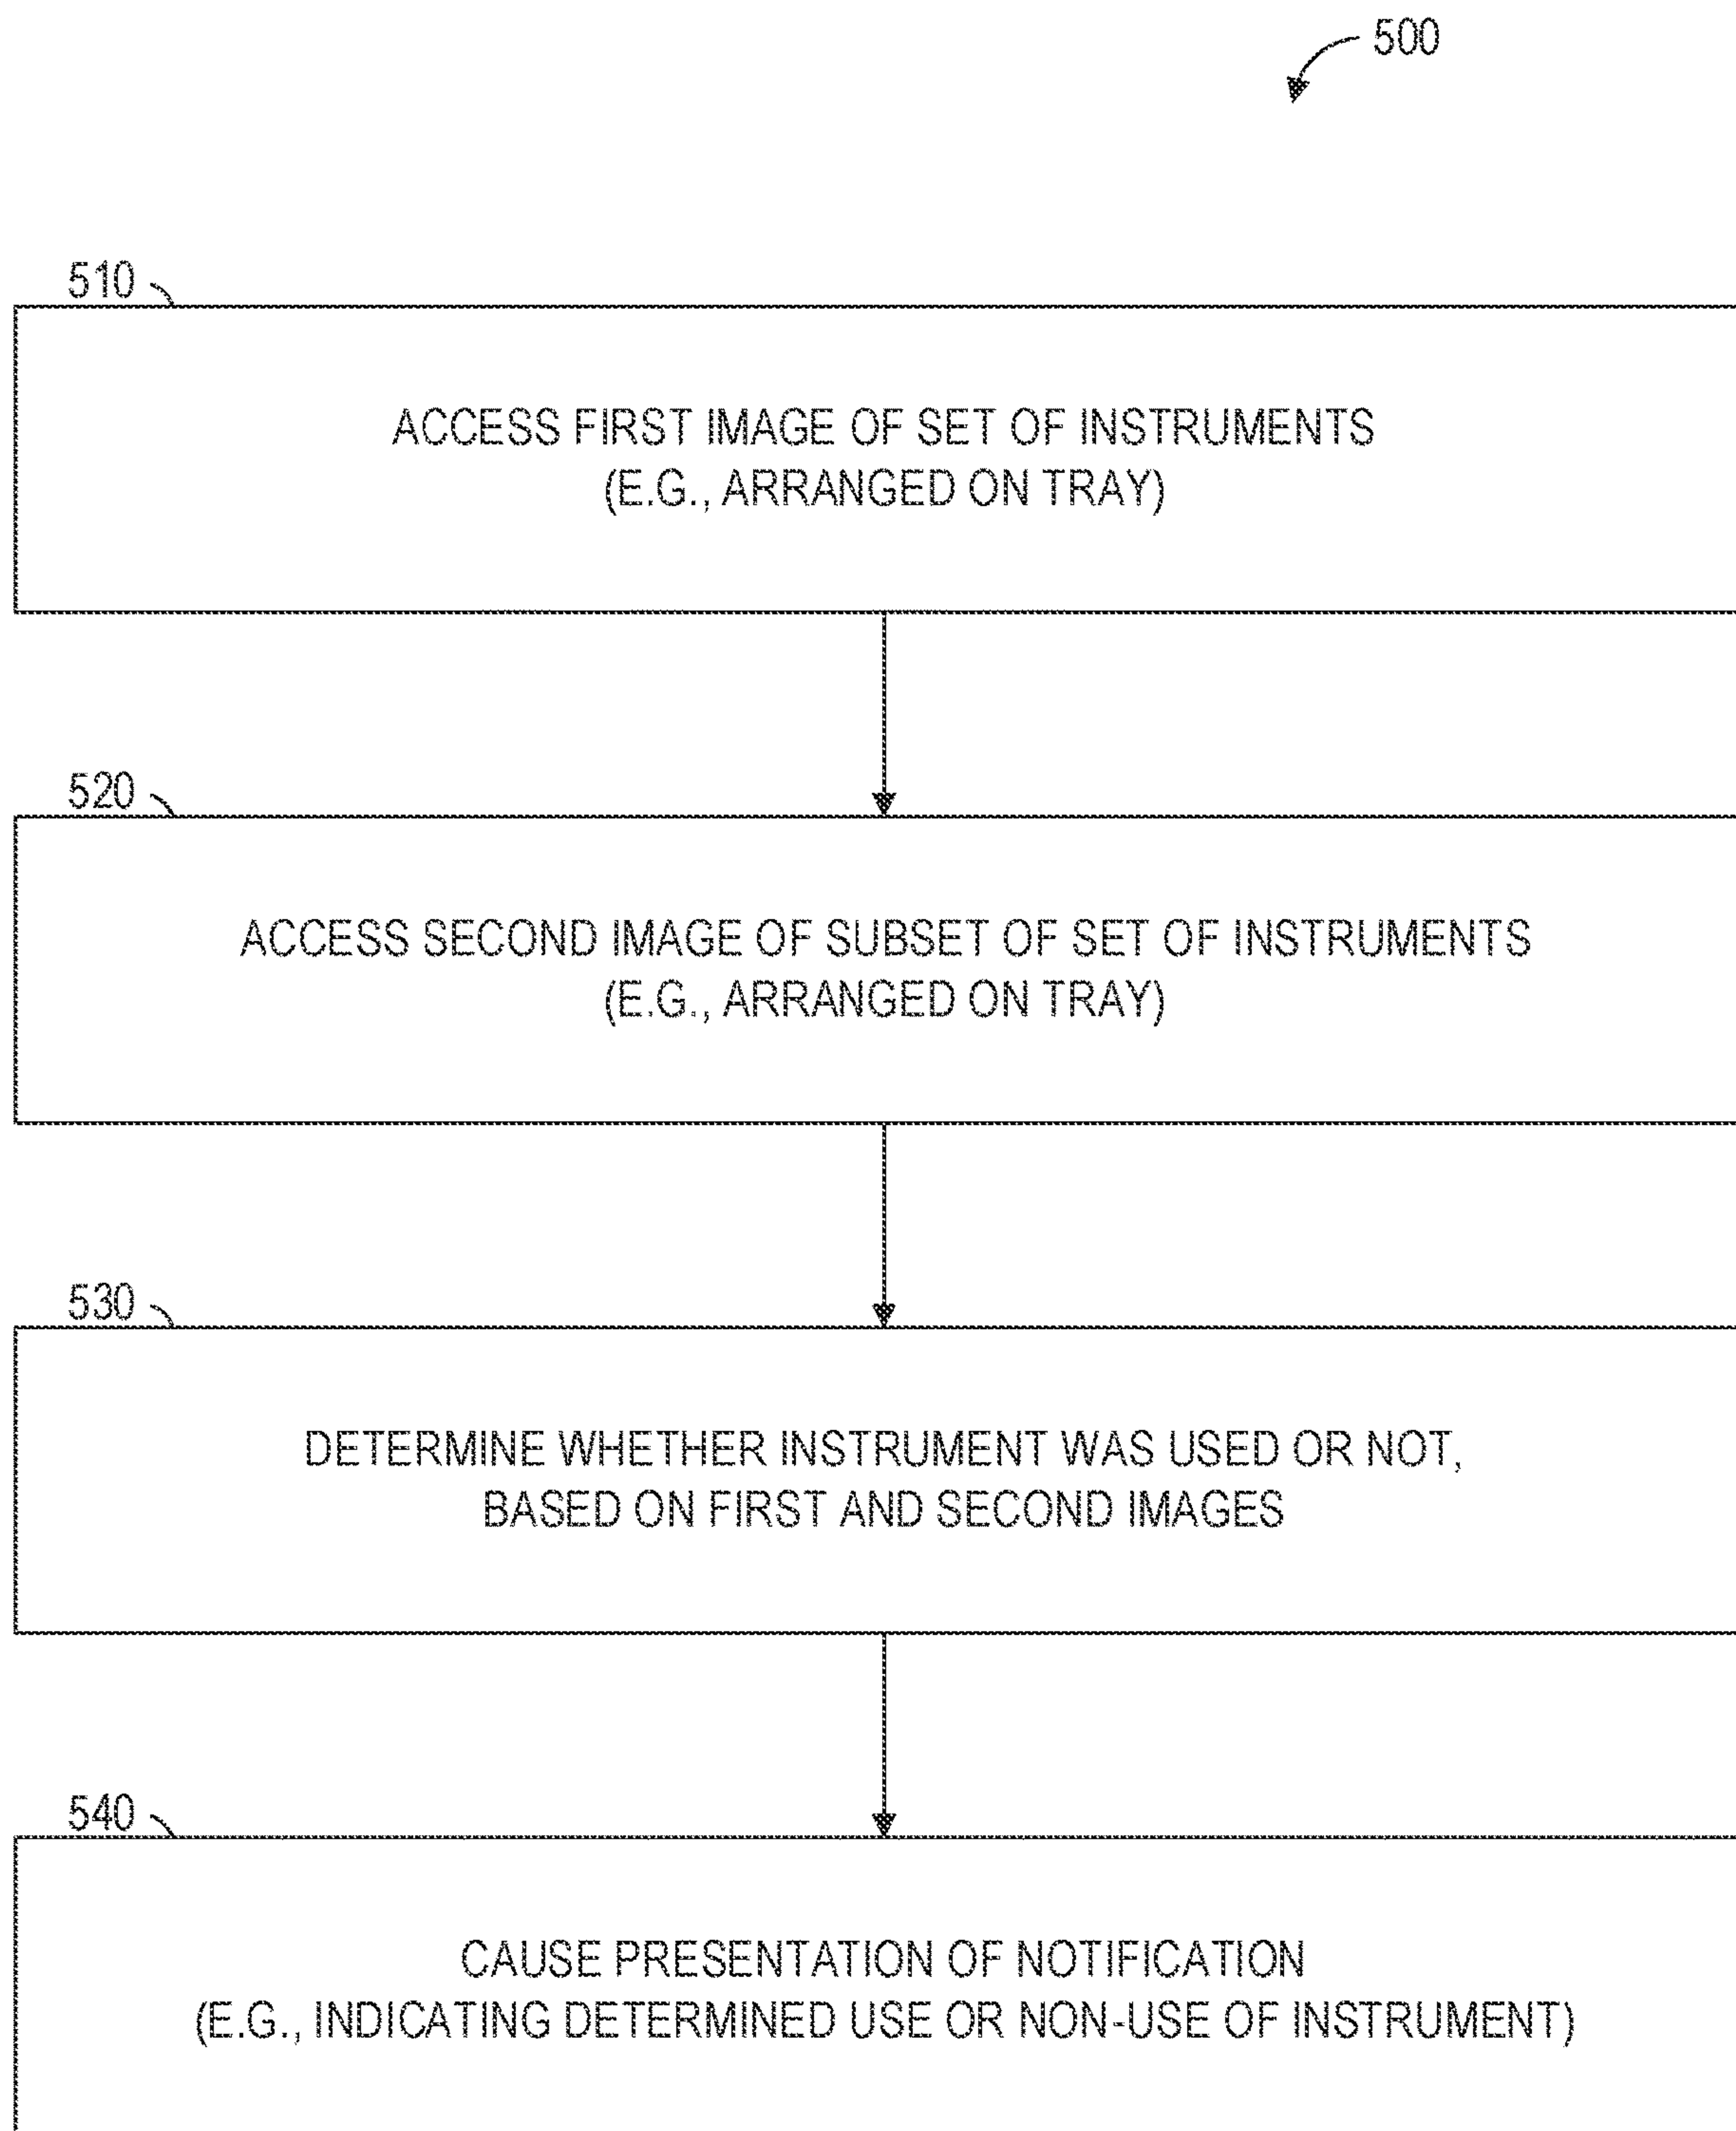 500
510
ACCESS FIRST IMAGE OF SET OF INSTRUMENTS
(E.G., ARRANGED ON TRAY)
520
ACCESS SECOND IMAGE OF SUBSET OF SET OF INSTRUMENTS
(E.G., ARRANGED ON TRAY)
530
DETERMINE WHETHER INSTRUMENT WAS USED OR NOT,
BASED ON FIRST AND SECOND IMAGES
540
CAUSE PRESENTATION OF NOTIFICATION
(E.G., INDICATING DETERMINED USE OR NON-USE OF INSTRUMENT)